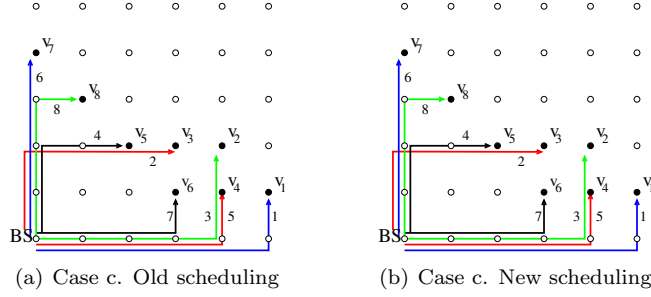 v7 v7
6 6
v8 v8
8 8
4 v5 v3 v2 4 v5 v3 v2
2 2
v6 v4 v1 v6 v4 v
7 3 5 1 7 3 5 1
BS BS
(a) Case c. Old scheduling (b) Case c. New scheduling